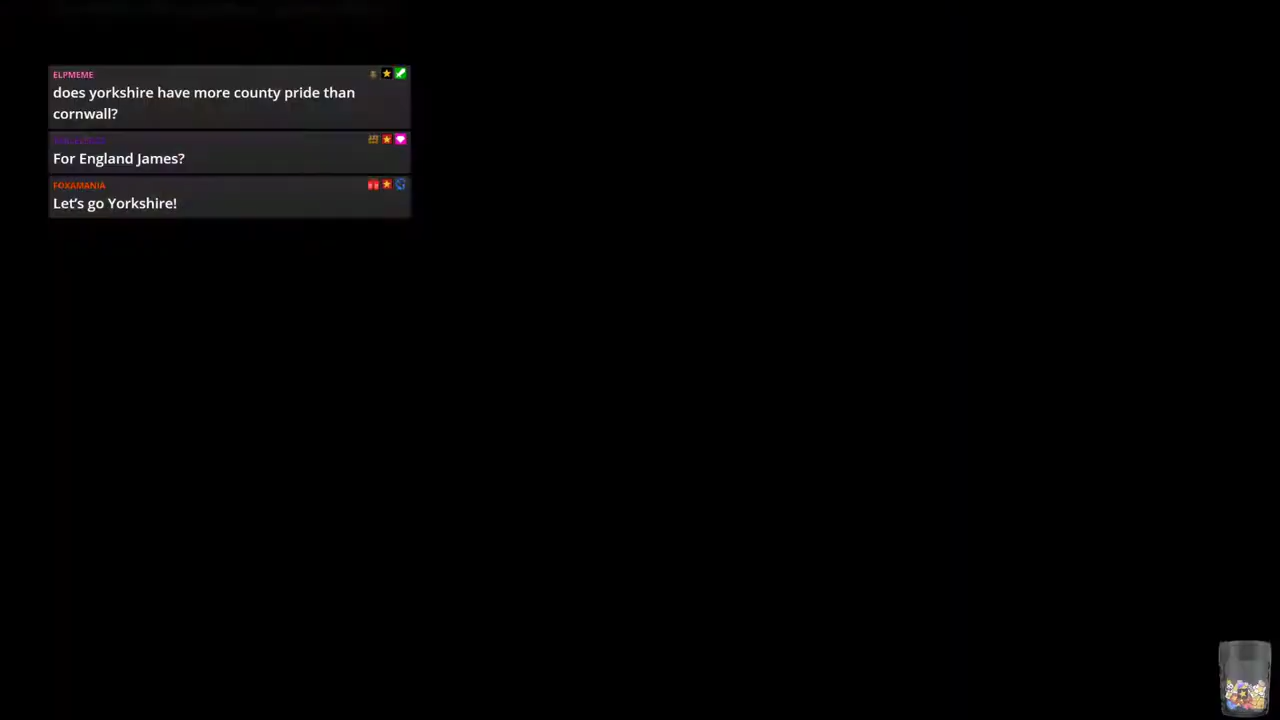 ELPMEME
does yorkshire have more county pride than
cornwall?
For England James?
FOXAMANIA
Let's go Yorkshire!